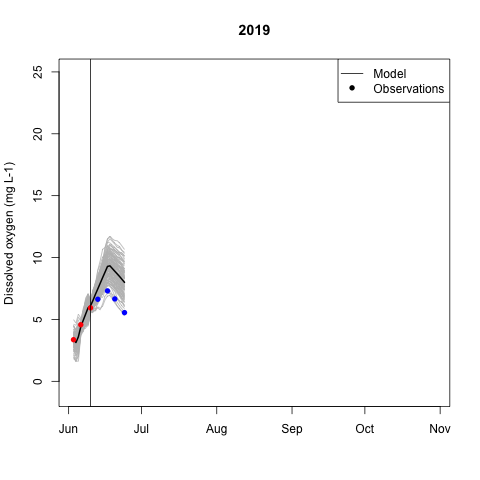 2019
Model
Observations
Dissolved oxygen (mg L-1)
25
20
15
10
5
0
Jun Jul Aug Sep Oct Nov